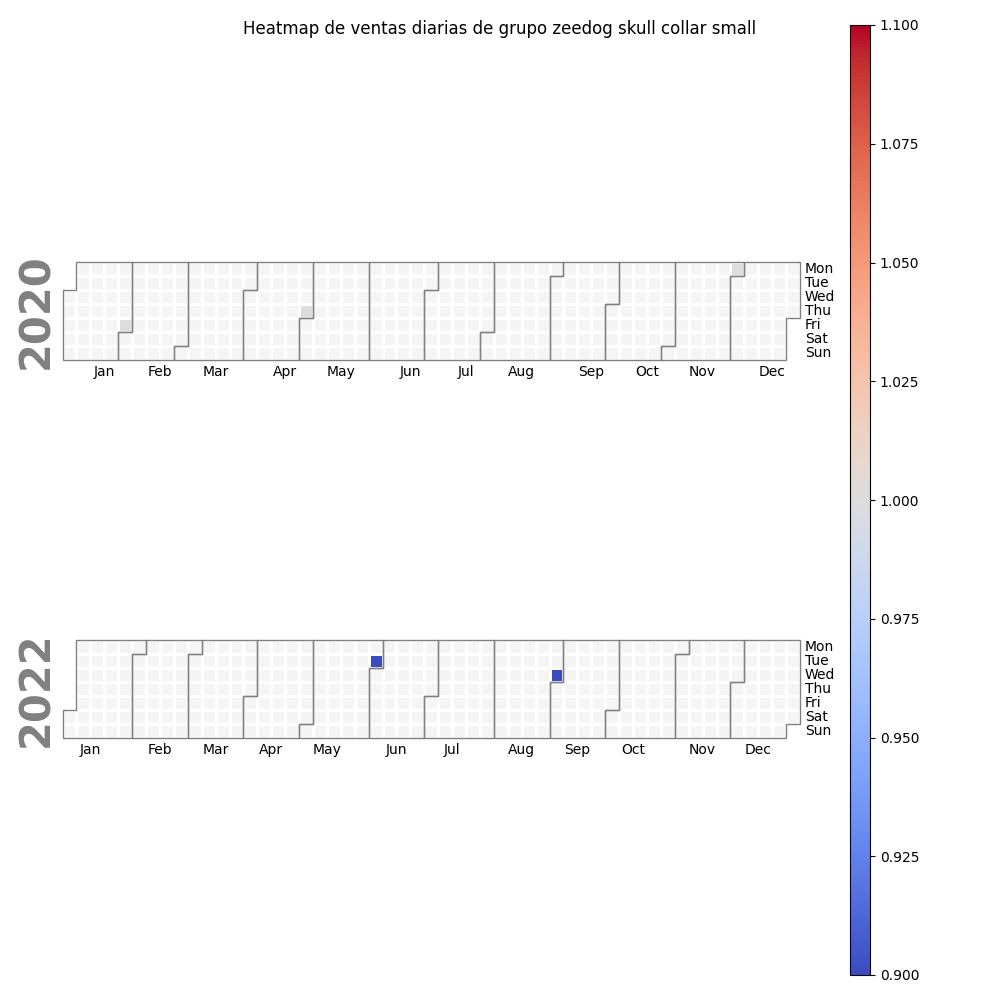 Heatmap de ventas diarias de grupo zeedog skull collar small
2020
Mon
Tue
Wed
Thu
Fri
Sat
Sun
Jan Feb Mar Apr May Jun Jul Aug Sep Oct Nov Dec
2022
Mon
Tue
Wed
Thu
Fri
Sat
Sun
Jan Feb Mar Apr May Jun Jul Aug Sep Oct Nov Dec
1.100
1.075
1.050
1.025
1.000
0.975
0.950
0.925
0.900